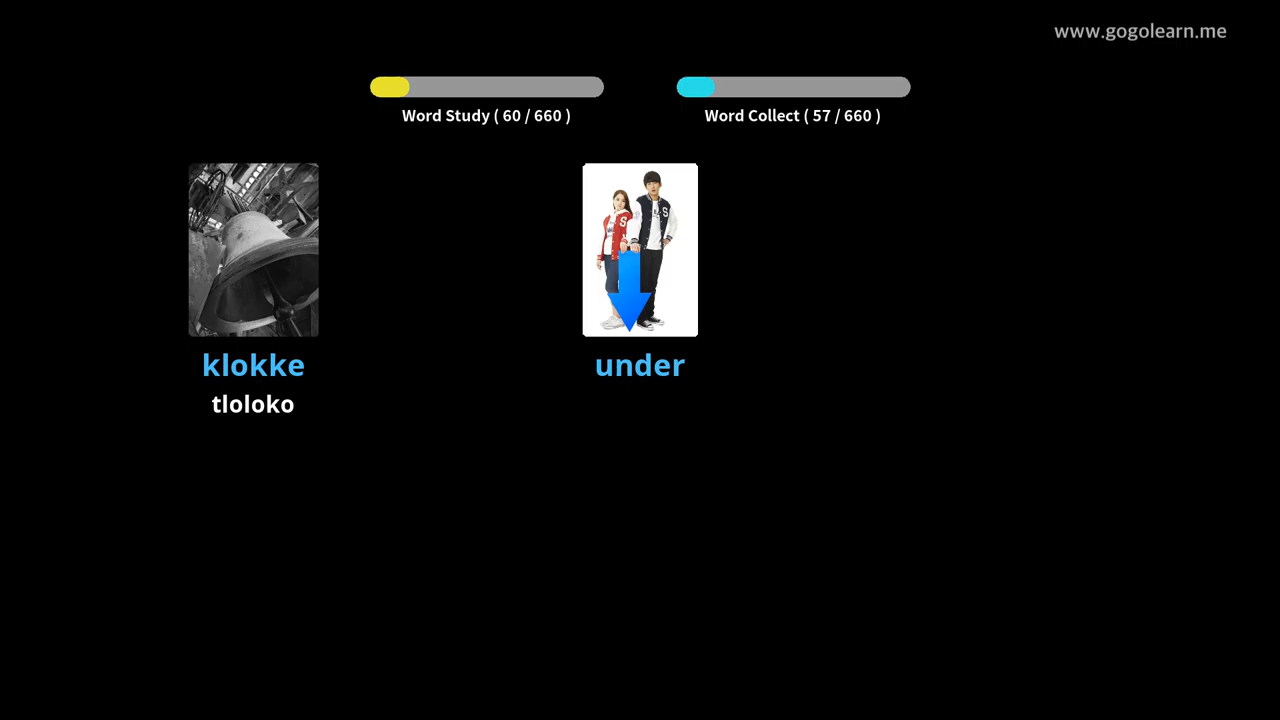 www.gogolearn.me
Word Study ( 60 / 660 )
Word Collect ( 57 / 660 )
S
S
klokke
under
tloloko